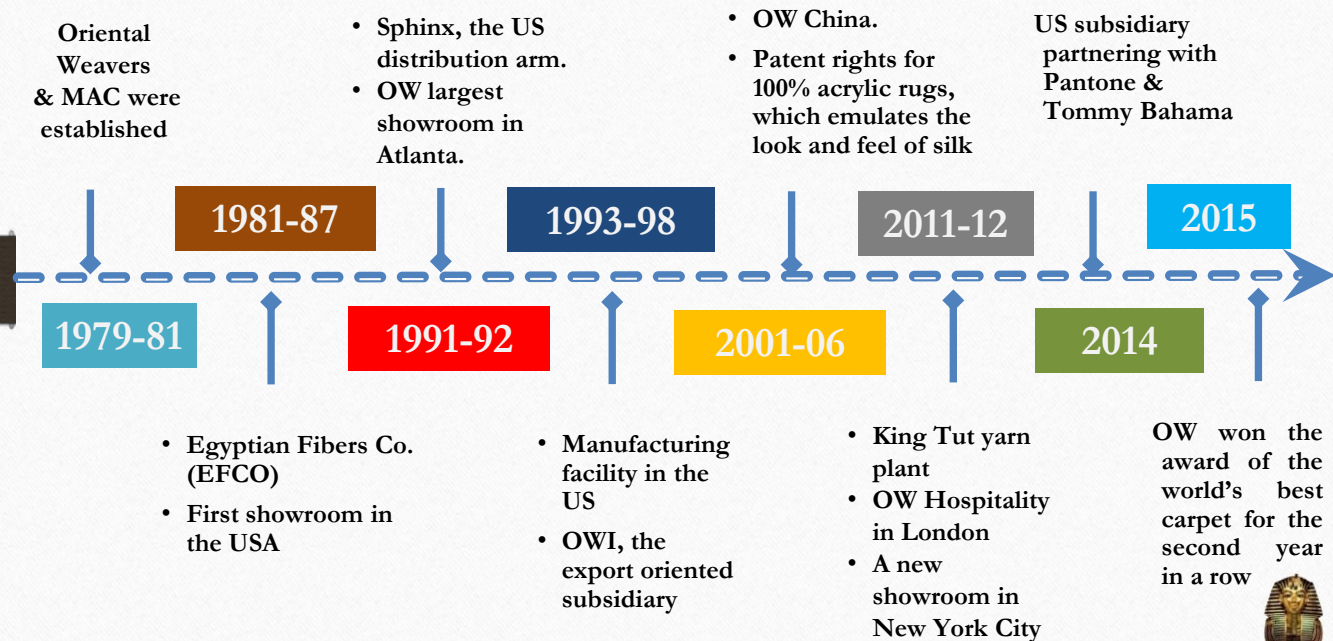 Oriental
Weavers
& MAC were
established
• Sphinx, the US
distribution arm.
• OW largest
showroom in
Atlanta.
• OW China.
• Patent rights for
100% acrylic rugs,
which emulates the
look and feel of silk
US subsidiary
partnering with
Pantone &
Tommy Bahama
1981-87
1993-98
2011-12
2015
1979-81
1991-92
2001-06
2014
• Egyptian Fibers Co.
(EFCO)
• First showroom in
the USA
• Manufacturing
facility in the
US
• OWI, the
export oriented
subsidiary
• King Tut yarn
plant
• OW Hospitality
in London
• A new
showroom in
New York City
OW won the
award of the
world’s best
carpet for the
second year
in a row